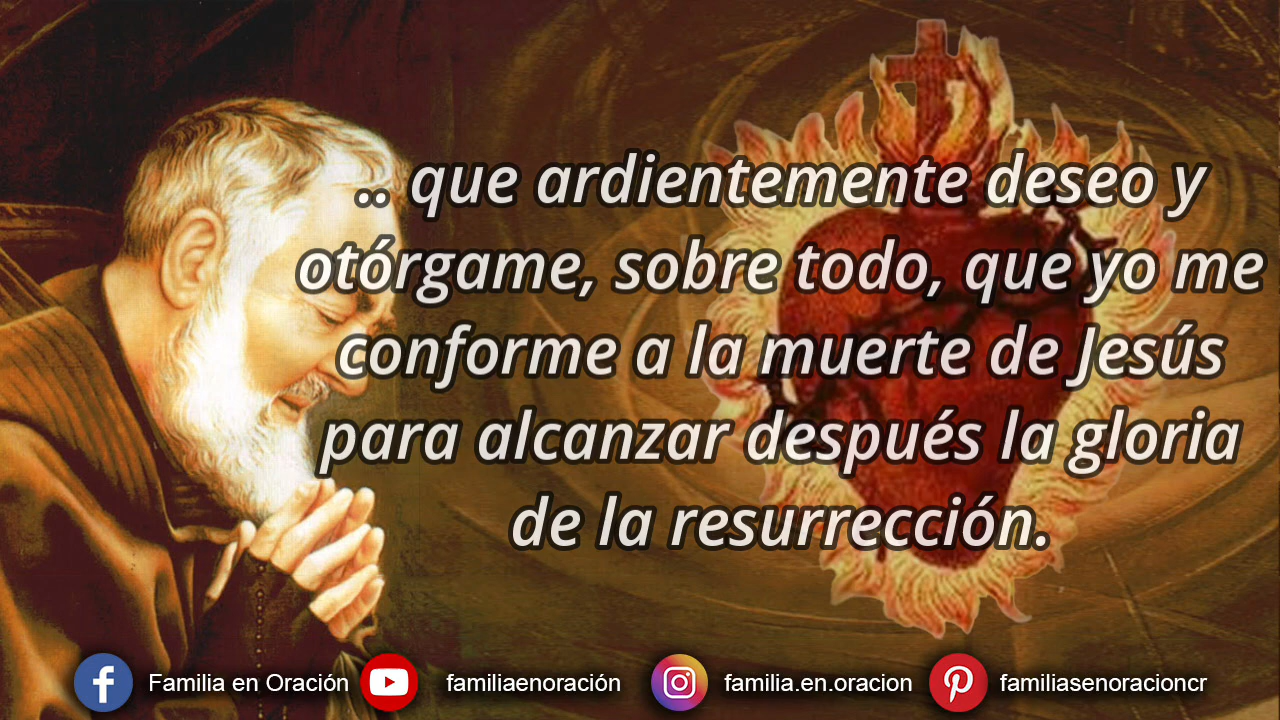 .. que ardientemente deseo y
otórgame, sobre todo, que yo me
conforme a la muerte de Jesús
para alcanzar después la gloria
de la resurrección.
Familia en Oración familiaenoración familia.en.oracion familiasenoracioncr